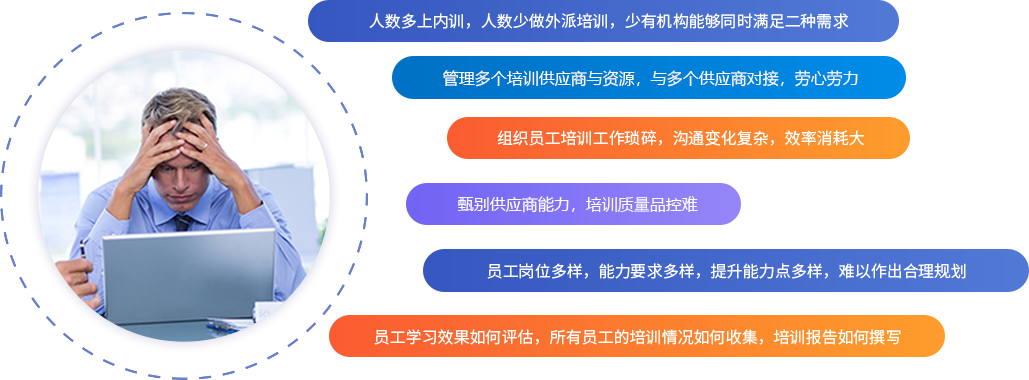 人数多上内训，人数少做外派培训，少有机构能够同时满足二种需求
管理多个培训供应商与资源，与多个供应商对接，劳心劳力
组织员工培训工作琐碎，沟通变化复杂，效率消耗大
甄别供应商能力，培训质量品控难
员工岗位多样，能力要求多样，提升能力点多样，难以作出合理规划
员工学习效果如何评估，所有员工的培训情况如何收集，培训报告如何撰写